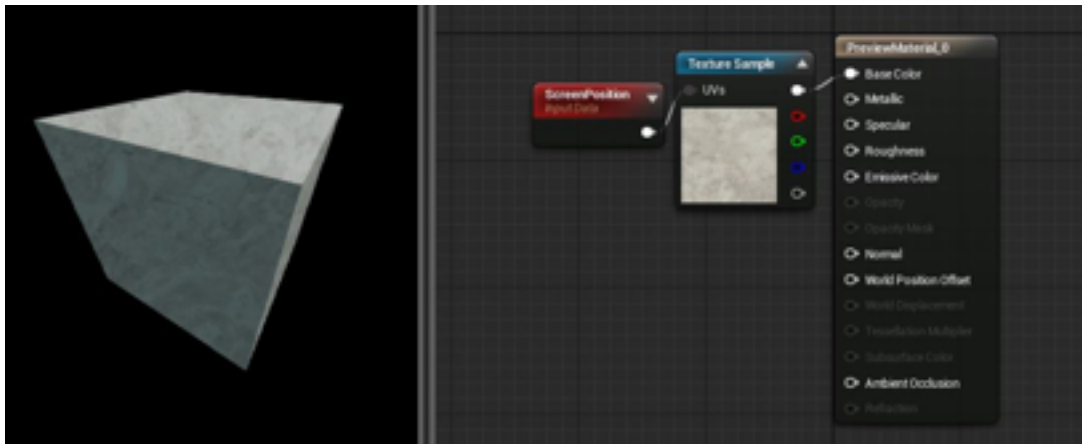 ScreenPosition
Input Data
Texture Sample
UVs
PreviewMaterial_0
Base Color
Metallic
Specular
Roughness
Emissive Color
Opacity
Opacity Mask
Normal
World Position Offset
World Displacement
Tessellation Multiplier
Subsurface Color
Ambient Occlusion
Refraction